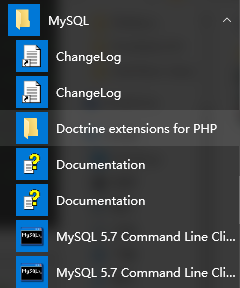 MySQL
ChangeLog
ChangeLog
Doctrine extensions for PHP
Documentation
Documentation
MySQL 5.7 Command Line Cli...
MySQL 5.7 Command Line Cli...